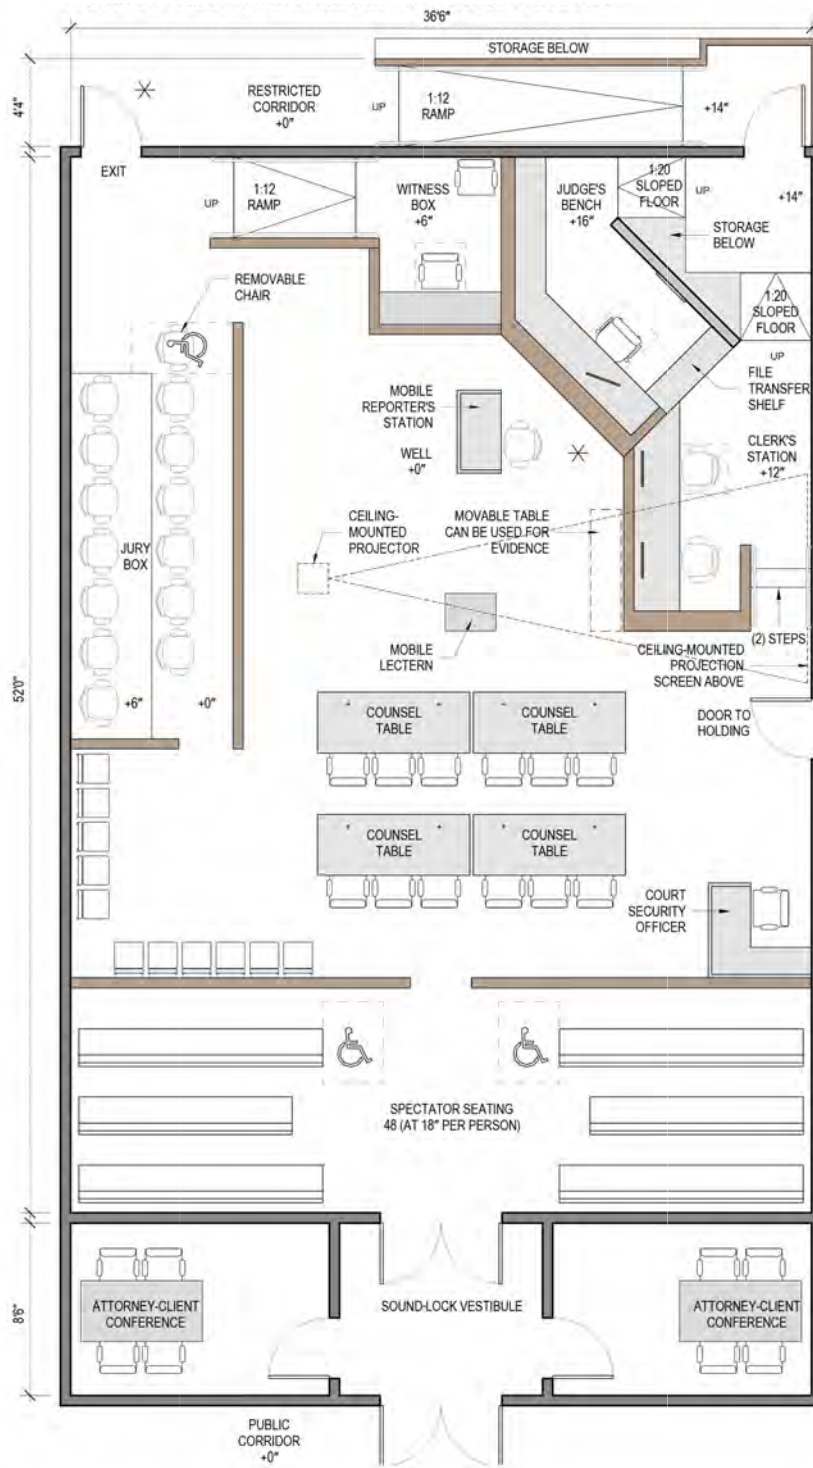 36'6"
STORAGE BELOW
4'4"
RESTRICTED
CORRIDOR
+0"
UP
1:12
RAMP
+14"
EXIT
UP
1:12
RAMP
WITNESS
BOX
+6"
JUDGE'S
BENCH
+16"
1:20
SLOPED
FLOOR
UP
+14"
STORAGE
BELOW
REMOVABLE
CHAIR
1:20
SLOPED
FLOOR
UP
FILE
TRANSFER
SHELF
MOBILE
REPORTER'S
STATION
WELL
+0"
CLERK'S
STATION
+12"
CEILING-
MOUNTED
PROJECTOR
MOVABLE TABLE
CAN BE USED FOR
EVIDENCE
JURY
BOX
MOBILE
LECTERN
(2) STEPS
CEILING-MOUNTED
PROJECTION
SCREEN ABOVE
52'0"
+6"
+0"
COUNSEL
TABLE
COUNSEL
TABLE
DOOR TO
HOLDING
COUNSEL
TABLE
COUNSEL
TABLE
COURT
SECURITY
OFFICER
SPECTATOR SEATING
48 (AT 18" PER PERSON)
8'6"
ATTORNEY-CLIENT
CONFERENCE
SOUND-LOCK VESTIBULE
ATTORNEY-CLIENT
CONFERENCE
PUBLIC
CORRIDOR
+0"